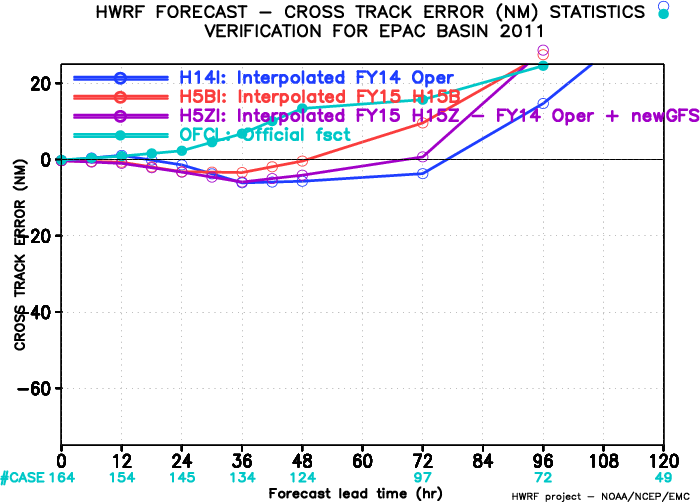 HWRF FORECAST – CROSS TRACK ERROR (NM) STATISTICS
VERIFICATION FOR EPAC BASIN 2011
H14I: Interpolated FY14 Oper
H5BI: Interpolated FY15 H15B
H5ZI: Interpolated FY15 H15Z – FY14 Oper + newGFS
OFCL: Official fsct
CROSS TRACK ERROR (NM)
20
0
-20
-40
-60
0 12 24 36 48 60 72 84 96 108 120
#CASE 164 154 145 134 124 97 72 49
Forecast lead time (hr)
HWRF project – NOAA/NCEP/EMC